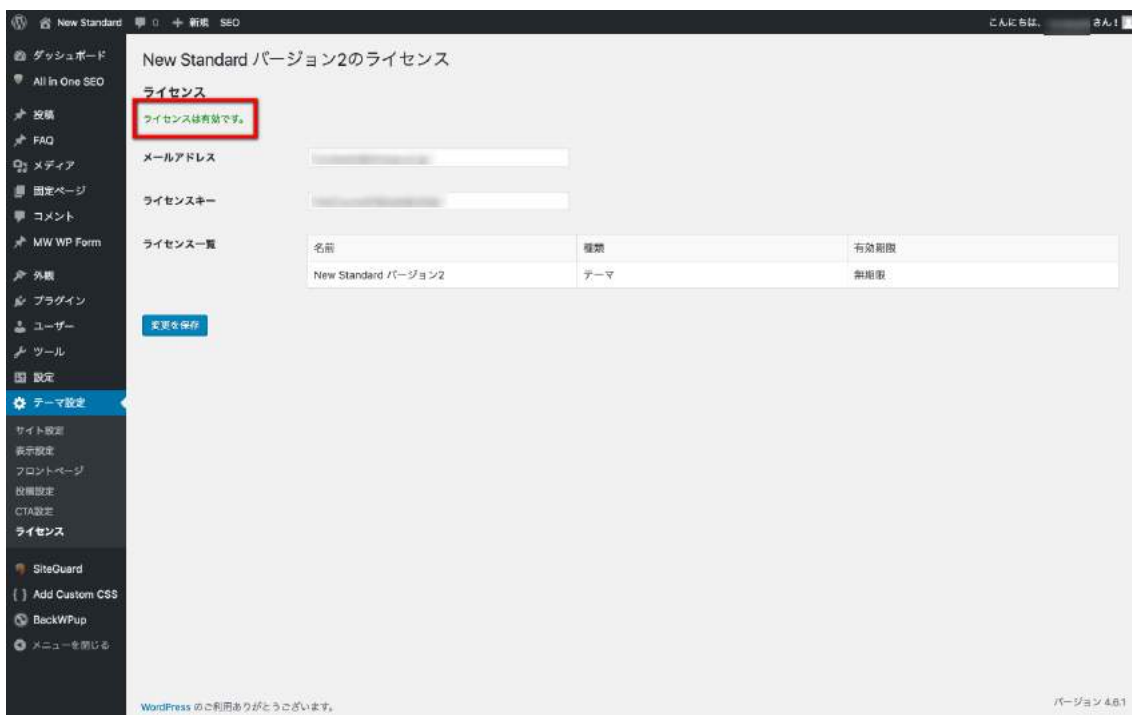 New Standard 0 + 新規 SEO こんにちは、 さん!
ダッシュボード
All in One SEO
投稿
FAQ
メディア
固定ページ
コメント
MW WP Form
外観
プラグイン
ユーザー
ツール
設定
テーマ設定
サイト設定
表示設定
フロントページ
投稿設定
CTA設定
ライセンス
SiteGuard
{ } Add Custom CSS
BackWPup
メニューを閉じる
New Standard バージョン2のライセンス
ライセンス
ライセンスは有効です。
メールアドレス
ライセンスキー
ライセンス一覧
名前 種類 有効期限
New Standard バージョン2 テーマ 無期限
変更を保存
WordPress のご利用ありがとうございます。
バージョン 4.6.1